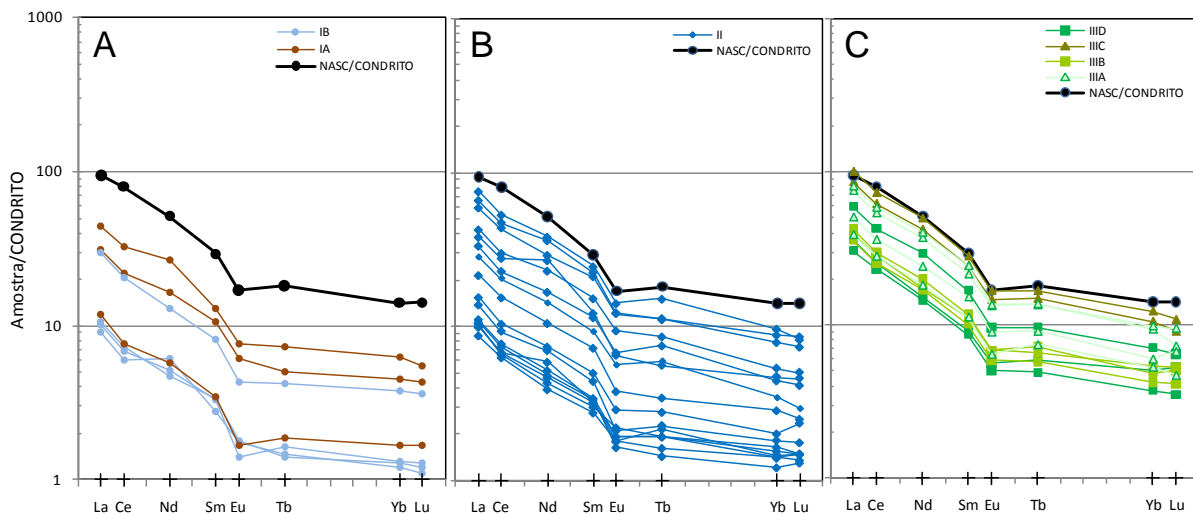 A
IB
IA
NASC/CONDRITO
B
II
NASC/CONDRITO
C
IIID
IIIC
IIIB
IIIA
NASC/CONDRITO
Amostra/CONDRITO
1000
100
10
1
La Ce Nd Sm Eu Tb Yb Lu
La Ce Nd Sm Eu Tb Yb Lu
La Ce Nd Sm Eu Tb Yb Lu